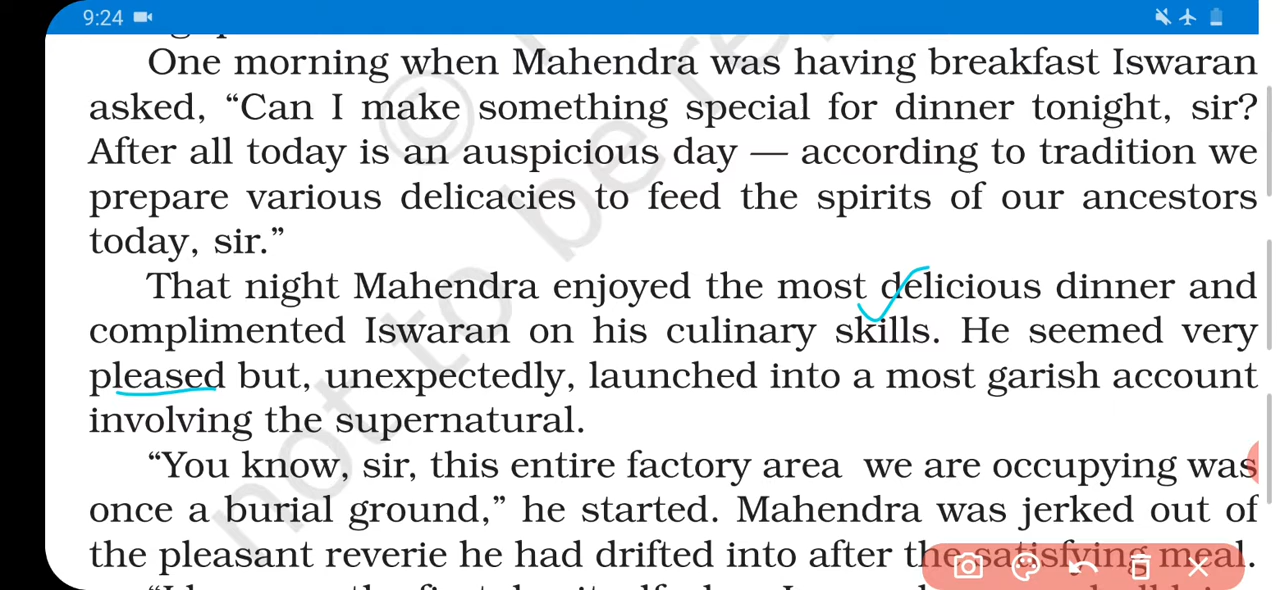 9:24
One morning when Mahendra was having breakfast Iswaran
asked, “Can I make something special for dinner tonight, sir?
After all today is an auspicious day — according to tradition we
prepare various delicacies to feed the spirits of our ancestors
today, sir.”
That night Mahendra enjoyed the most delicious dinner and
complimented Iswaran on his culinary skills. He seemed very
pleased but, unexpectedly, launched into a most garish account
involving the supernatural.
“You know, sir, this entire factory area we are occupying was
once a burial ground,” he started. Mahendra was jerked out of
the pleasant reverie he had drifted into after the satisfying meal.
©
not to be